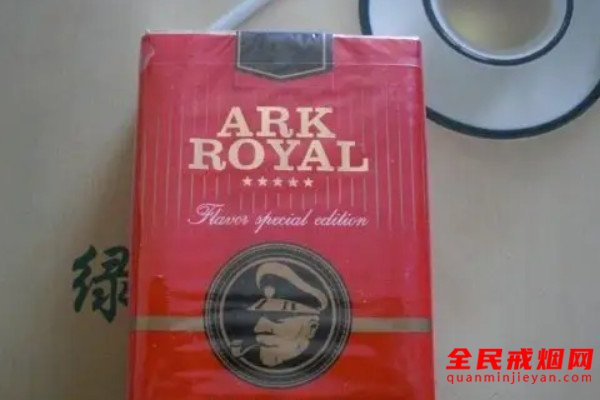 ARK
ROYAL
Flavor special edition
绿
全民戒烟网
quanminjieyan.com